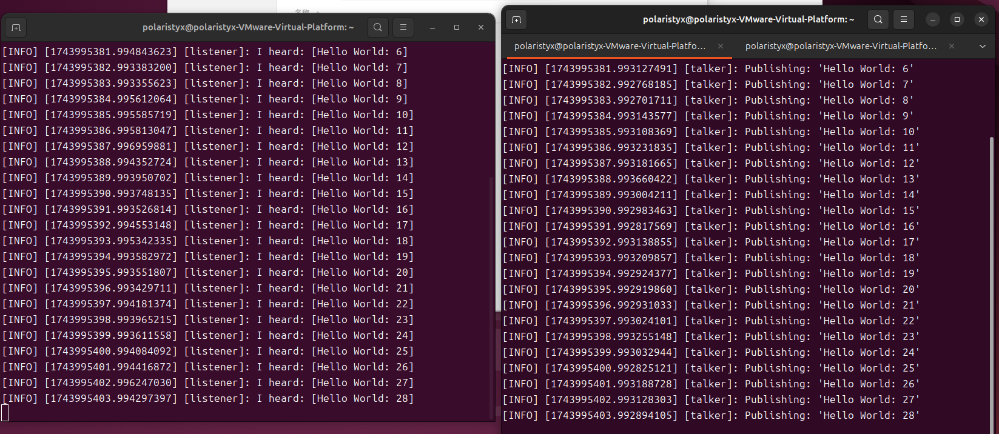 名称
polaristyx@polaristyx-VMware-Virtual-Platform: ~
[INFO] [1743995381.994843623] [listener]: I heard: [Hello World: 6]
[INFO] [1743995382.993383200] [listener]: I heard: [Hello World: 7]
[INFO] [1743995383.993355623] [listener]: I heard: [Hello World: 8]
[INFO] [1743995384.995612064] [listener]: I heard: [Hello World: 9]
[INFO] [1743995385.995585719] [listener]: I heard: [Hello World: 10]
[INFO] [1743995386.995813047] [listener]: I heard: [Hello World: 11]
[INFO] [1743995387.996959881] [listener]: I heard: [Hello World: 12]
[INFO] [1743995388.994352724] [listener]: I heard: [Hello World: 13]
[INFO] [1743995389.993950702] [listener]: I heard: [Hello World: 14]
[INFO] [1743995390.993748135] [listener]: I heard: [Hello World: 15]
[INFO] [1743995391.993526814] [listener]: I heard: [Hello World: 16]
[INFO] [1743995392.994553148] [listener]: I heard: [Hello World: 17]
[INFO] [1743995393.995342335] [listener]: I heard: [Hello World: 18]
[INFO] [1743995394.993582972] [listener]: I heard: [Hello World: 19]
[INFO] [1743995395.993551807] [listener]: I heard: [Hello World: 20]
[INFO] [1743995396.993429711] [listener]: I heard: [Hello World: 21]
[INFO] [1743995397.994181374] [listener]: I heard: [Hello World: 22]
[INFO] [1743995398.993965215] [listener]: I heard: [Hello World: 23]
[INFO] [1743995399.993611558] [listener]: I heard: [Hello World: 24]
[INFO] [1743995400.994084092] [listener]: I heard: [Hello World: 25]
[INFO] [1743995401.994416872] [listener]: I heard: [Hello World: 26]
[INFO] [1743995402.996247030] [listener]: I heard: [Hello World: 27]
[INFO] [1743995403.994297397] [listener]: I heard: [Hello World: 28]
polaristyx@polaristyx-VMware-Virtual-Platform: ~
polaristyx@polaristyx-VMware-Virtual-Platfo...
polaristyx@polaristyx-VMware-Virtual-Platfo...
[INFO] [1743995381.993127491] [talker]: Publishing: 'Hello World: 6'
[INFO] [1743995382.992768185] [talker]: Publishing: 'Hello World: 7'
[INFO] [1743995383.992701711] [talker]: Publishing: 'Hello World: 8'
[INFO] [1743995384.993143577] [talker]: Publishing: 'Hello World: 9'
[INFO] [1743995385.993108369] [talker]: Publishing: 'Hello World: 10'
[INFO] [1743995386.993231835] [talker]: Publishing: 'Hello World: 11'
[INFO] [1743995387.993181665] [talker]: Publishing: 'Hello World: 12'
[INFO] [1743995388.993660422] [talker]: Publishing: 'Hello World: 13'
[INFO] [1743995389.993004211] [talker]: Publishing: 'Hello World: 14'
[INFO] [1743995390.992983463] [talker]: Publishing: 'Hello World: 15'
[INFO] [1743995391.992817569] [talker]: Publishing: 'Hello World: 16'
[INFO] [1743995392.993138855] [talker]: Publishing: 'Hello World: 17'
[INFO] [1743995393.993209857] [talker]: Publishing: 'Hello World: 18'
[INFO] [1743995394.992924377] [talker]: Publishing: 'Hello World: 19'
[INFO] [1743995395.992919860] [talker]: Publishing: 'Hello World: 20'
[INFO] [1743995396.992931033] [talker]: Publishing: 'Hello World: 21'
[INFO] [1743995397.993024101] [talker]: Publishing: 'Hello World: 22'
[INFO] [1743995398.993255148] [talker]: Publishing: 'Hello World: 23'
[INFO] [1743995399.993032944] [talker]: Publishing: 'Hello World: 24'
[INFO] [1743995400.992825121] [talker]: Publishing: 'Hello World: 25'
[INFO] [1743995401.993188728] [talker]: Publishing: 'Hello World: 26'
[INFO] [1743995402.993128303] [talker]: Publishing: 'Hello World: 27'
[INFO] [1743995403.992894105] [talker]: Publishing: 'Hello World: 28'